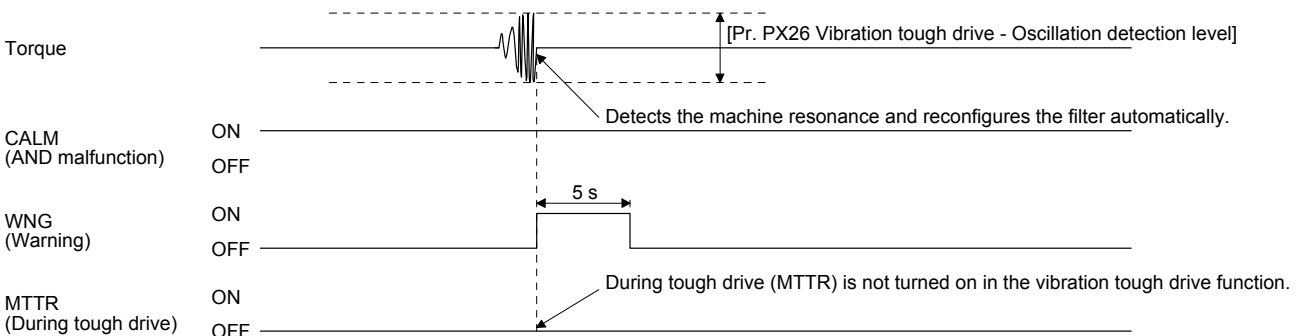 [Pr. PX26 Vibration tough drive - Oscillation detection level]
Torque
Detects the machine resonance and reconfigures the filter automatically.
CALM
(AND malfunction)
ON
OFF
5 s
WNG
(Warning)
ON
OFF
During tough drive (MTTR) is not turned on in the vibration tough drive function.
MTTR
(During tough drive)
ON
OFF